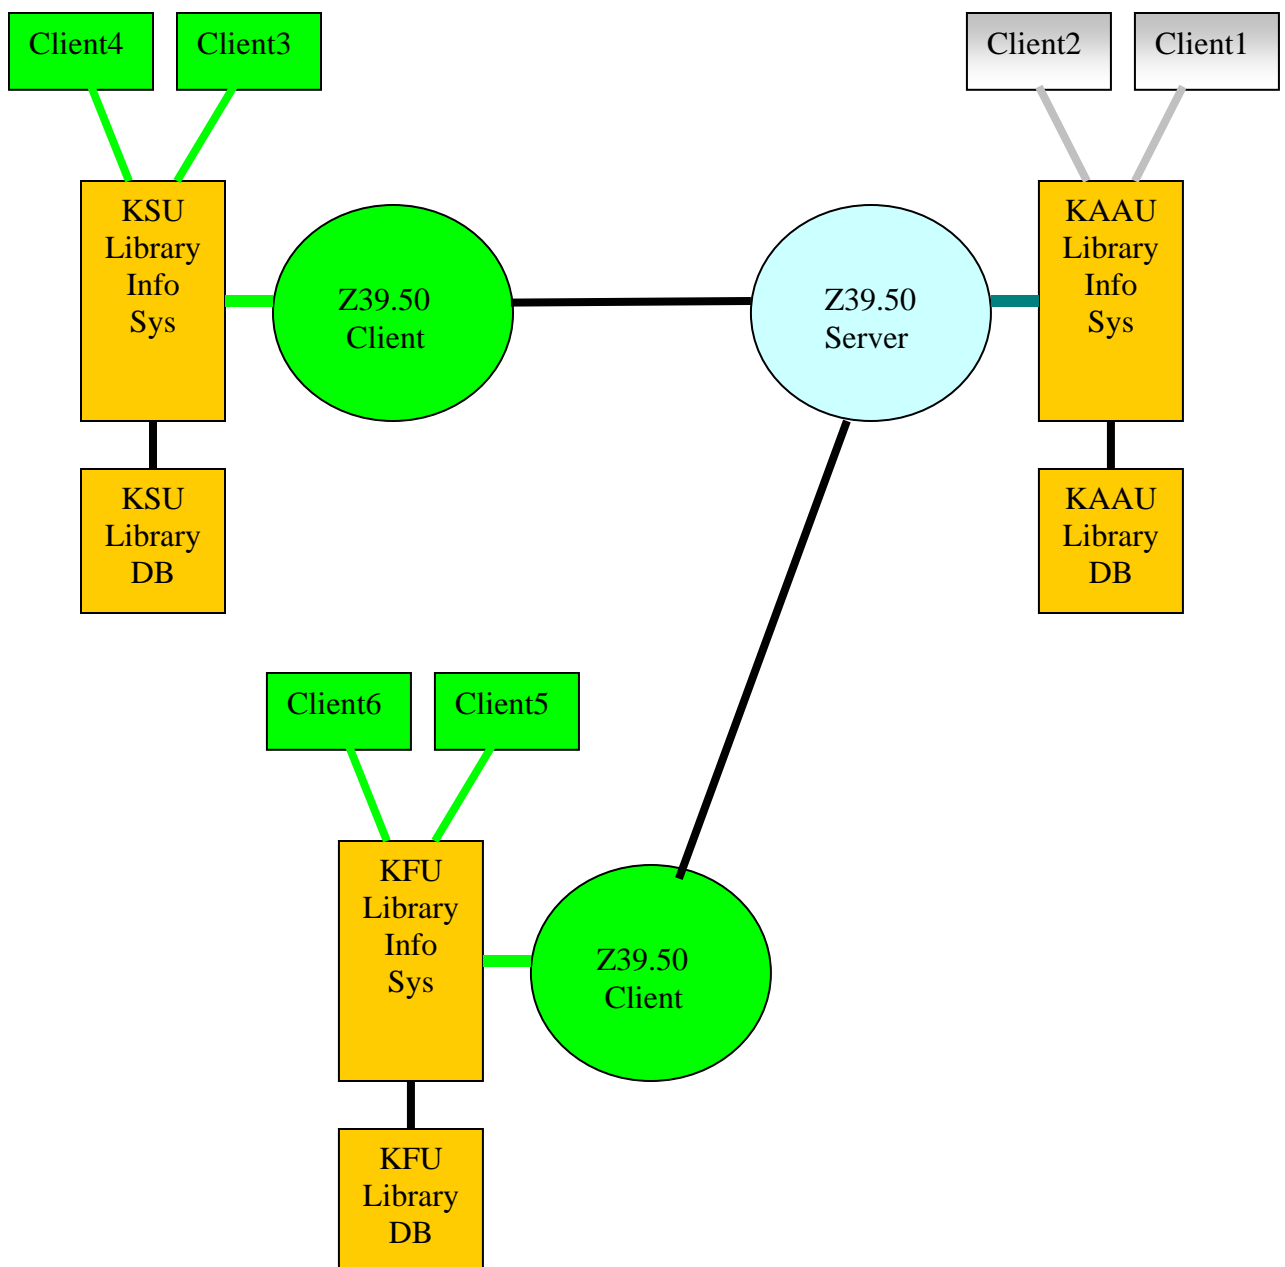 Client4
Client3
Client2
Client1
KSU
Library
Info
Sys
Z39.50
Client
Z39.50
Server
KAAU
Library
Info
Sys
KSU
Library
DB
KAAU
Library
DB
Client6
Client5
KFU
Library
Info
Sys
Z39.50
Client
KFU
Library
DB